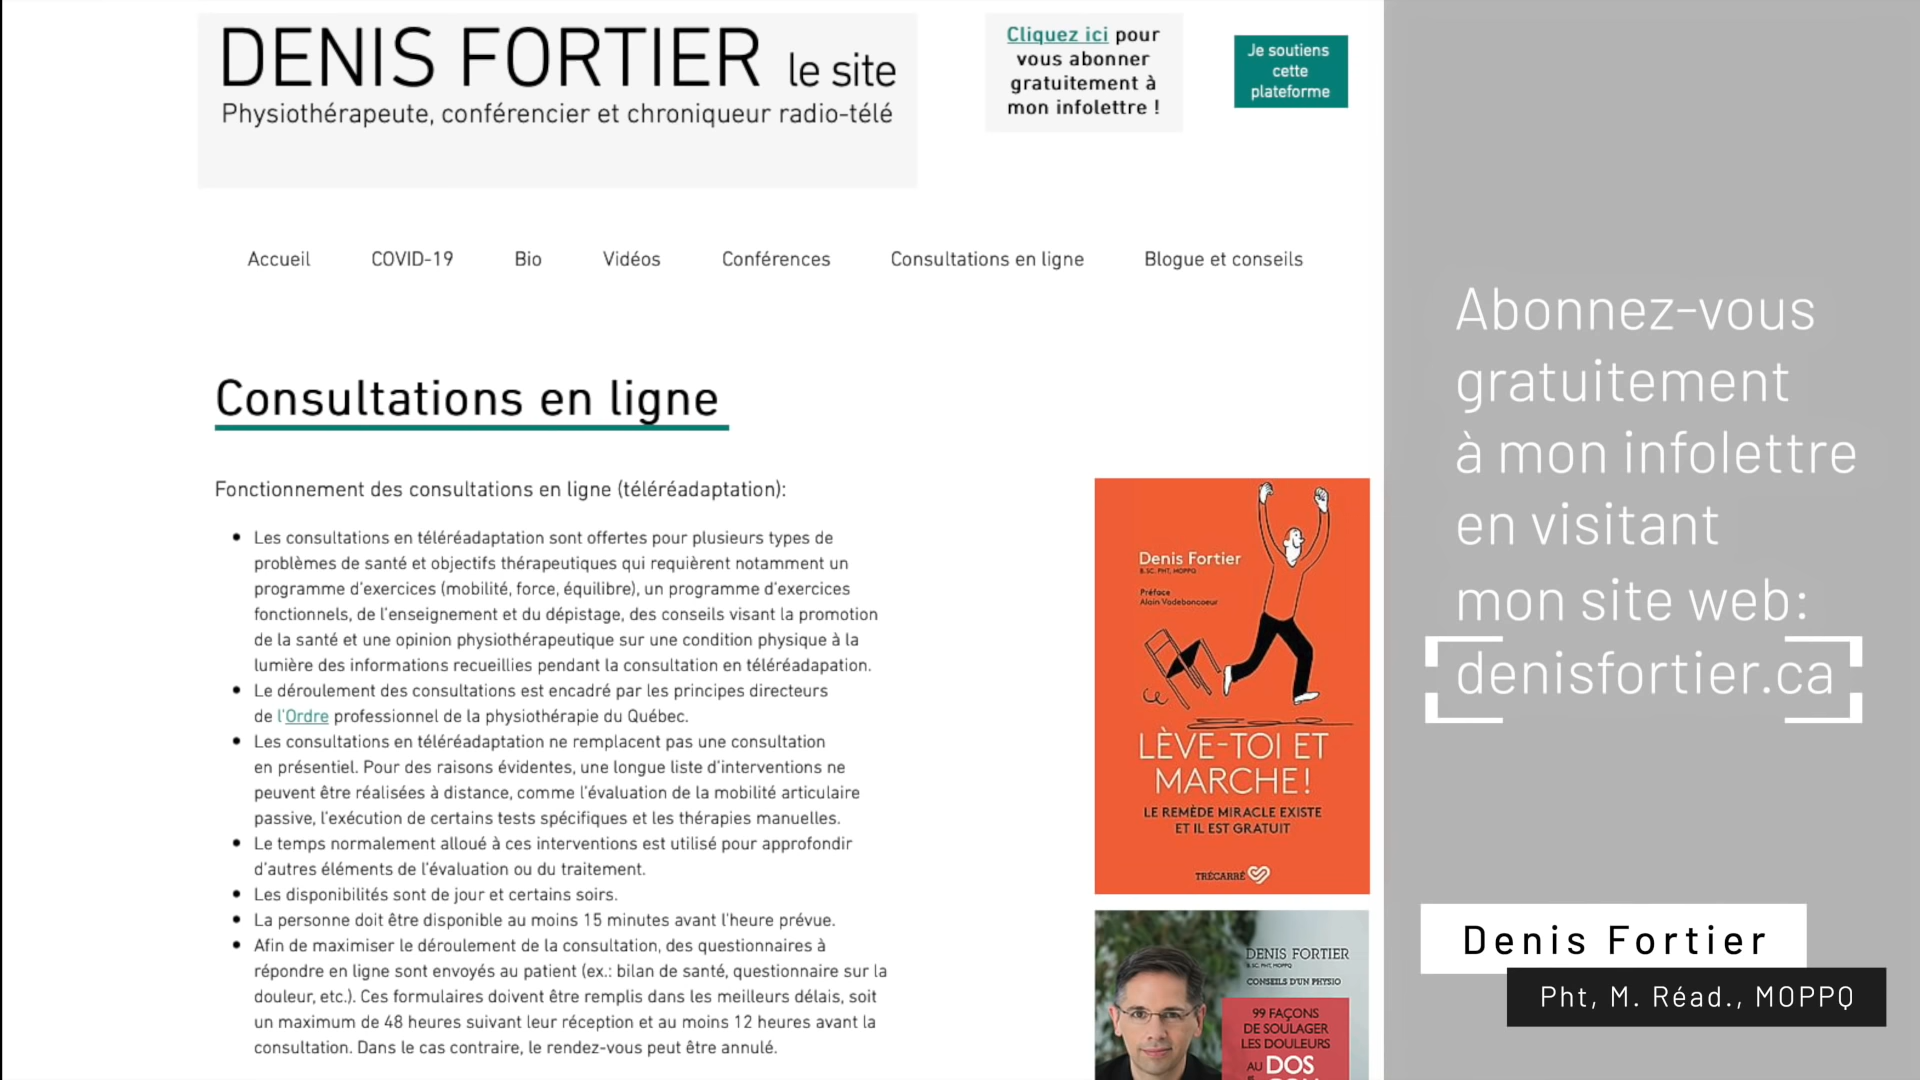 DENIS FORTIER le site
Physiothérapeute, conférencier et chroniqueur radio-télé
Cliquez ici pour
vous abonner
gratuitement à
mon infolettre !
Je soutiens
cette
plateforme
Accueil
COVID-19
Bio
Vidéos
Conférences
Consultations en ligne
Blogue et conseils
Consultations en ligne
Fonctionnement des consultations en ligne (téléréadaptation):
Les consultations en téléréadaptation sont offertes pour plusieurs types de
problèmes de santé et objectifs thérapeutiques qui requièrent notamment un
programme d'exercices (mobilité, force, équilibre), un programme d'exercices
fonctionnels, de l'enseignement et du dépistage, des conseils visant la promotion
de la santé et une opinion physiothérapeutique sur une condition physique à la
lumière des informations recueillies pendant la consultation en téléréadapation.
Le déroulement des consultations est encadré par les principes directeurs
de l'Ordre professionnel de la physiothérapie du Québec.
Les consultations en téléréadaptation ne remplacent pas une consultation
en présentiel. Pour des raisons évidentes, une longue liste d'interventions ne
peuvent être réalisées à distance, comme l'évaluation de la mobilité articulaire
passive, l'exécution de certains tests spécifiques et les thérapies manuelles.
Le temps normalement alloué à ces interventions est utilisé pour approfondir
d'autres éléments de l'évaluation ou du traitement.
Les disponibilités sont de jour et certains soirs.
La personne doit être disponible au moins 15 minutes avant l'heure prévue.
Afin de maximiser le déroulement de la consultation, des questionnaires à
répondre en ligne sont envoyés au patient (ex.: bilan de santé, questionnaire sur la
douleur, etc.). Ces formulaires doivent être remplis dans les meilleurs délais, soit
un maximum de 48 heures suivant leur réception et au moins 12 heures avant la
consultation. Dans le cas contraire, le rendez-vous peut être annulé.
Denis Fortier
B.SC. PHT, MOPPQ
Préface
Alain Vadeboncoeur
LÈVE-TOI ET
MARCHE!
LE REMÈDE MIRACLE EXISTE
ET IL EST GRATUIT
TRÉCARRÉ
DENIS FORTIER
B.SC. PHT, MOPPQ
CONSEILS D'UN PHYSIO
99 FAÇONS
DE SOULAGER
LES DOULEURS
AU DOS
Abonnez-vous
gratuitement
à mon infolettre
en visitant
mon site web:
denisfortier.ca
Denis Fortier
Pht, M. Réad., MOPPQ